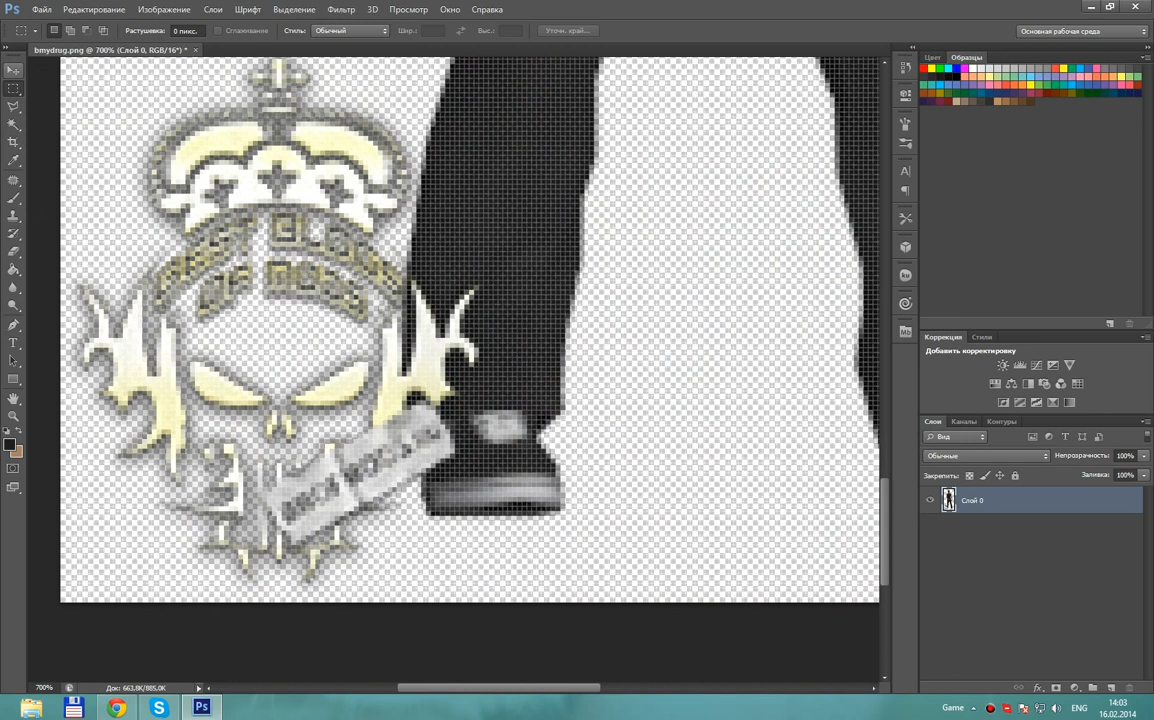 Ps Файл Редактирование Изображение Слои Шрифт Выделение Фильтр 3D Просмотр Окно Справка
Растушевка: 0 пикс. Сглаживание Стиль: Обычный Шир.: Выс.: Уточн. край... Основная рабочая среда
bmydrug.png @ 700% (Слой 0, RGB/16*) * ×
Цвет Образцы
Коррекция Стили
Добавить корректировку
Слои Каналы Контуры
Вид
Обычные Непрозрачность: 100%
Закрепить: Заливка: 100%
Слой 0
700% Док: 663,8K/885,0K
Game ENG 14:03
16.02.2014